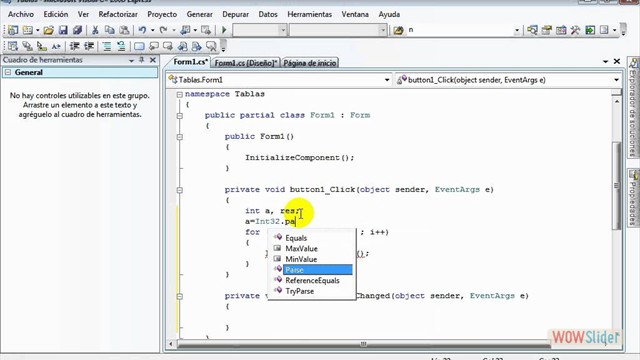 Tablas - Microsoft Visual C# 2008 Express
Archivo Editar Ver Refactorizar Proyecto Generar Depurar Datos Herramientas Ventana Ayuda
n
Cuadro de herramientas
General
No hay controles utilizables en este grupo.
Arrastre un elemento a este texto y
agréguelo al cuadro de herramientas.
Form1.cs* Form1.cs [Diseño]* Página de inicio
Tablas.Form1 button1_Click(object sender, EventArgs e)
namespace Tablas
{
public partial class Form1 : Form
{
public Form1()
{
InitializeComponent();
}
private void button1_Click(object sender, EventArgs e)
{
int a, res;
a=Int32.pa
for ; i++)
{
);
}
}
Equals
MaxValue
MinValue
Parse
ReferenceEquals
TryParse
private Changed(object sender, EventArgs e)
{
}
Explorador de soluciones
Propiedades
WOWSlider